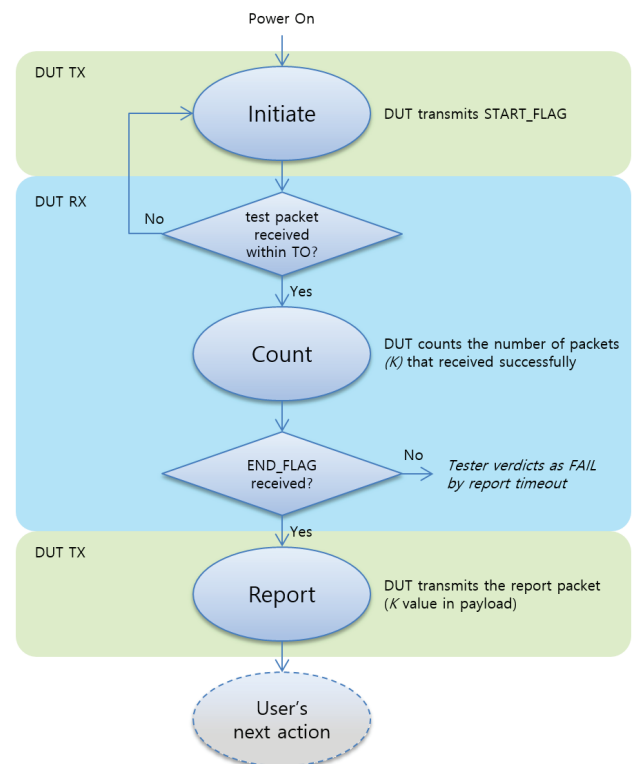 Power On
DUT TX
Initiate
DUT transmits START_FLAG
DUT RX
No
test packet
received
within TO?
Yes
Count
DUT counts the number of packets
(K) that received successfully
END_FLAG
received?
No
Tester verdicts as FAIL
by report timeout
Yes
DUT TX
Report
DUT transmits the report packet
(K value in payload)
User's
next action